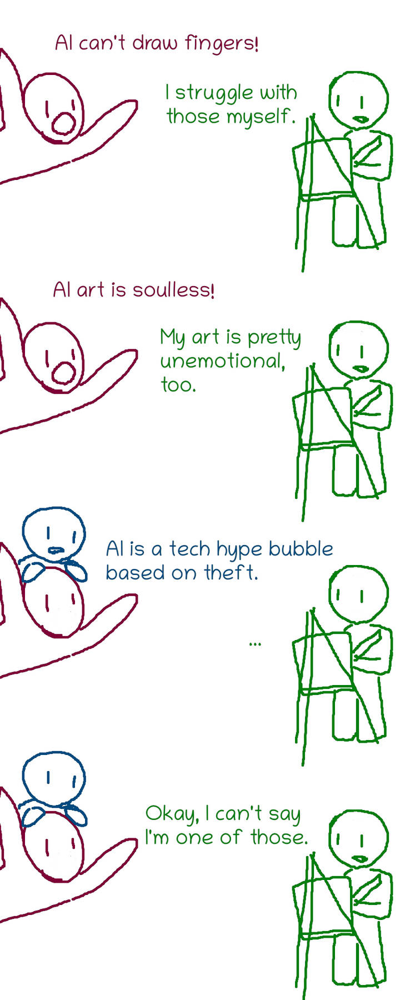 AI can't draw fingers!
I struggle with
those myself.
AI art is soulless!
My art is pretty
unemotional,
too.
AI is a tech hype bubble
based on theft.
...
Okay, I can't say
I'm one of those.